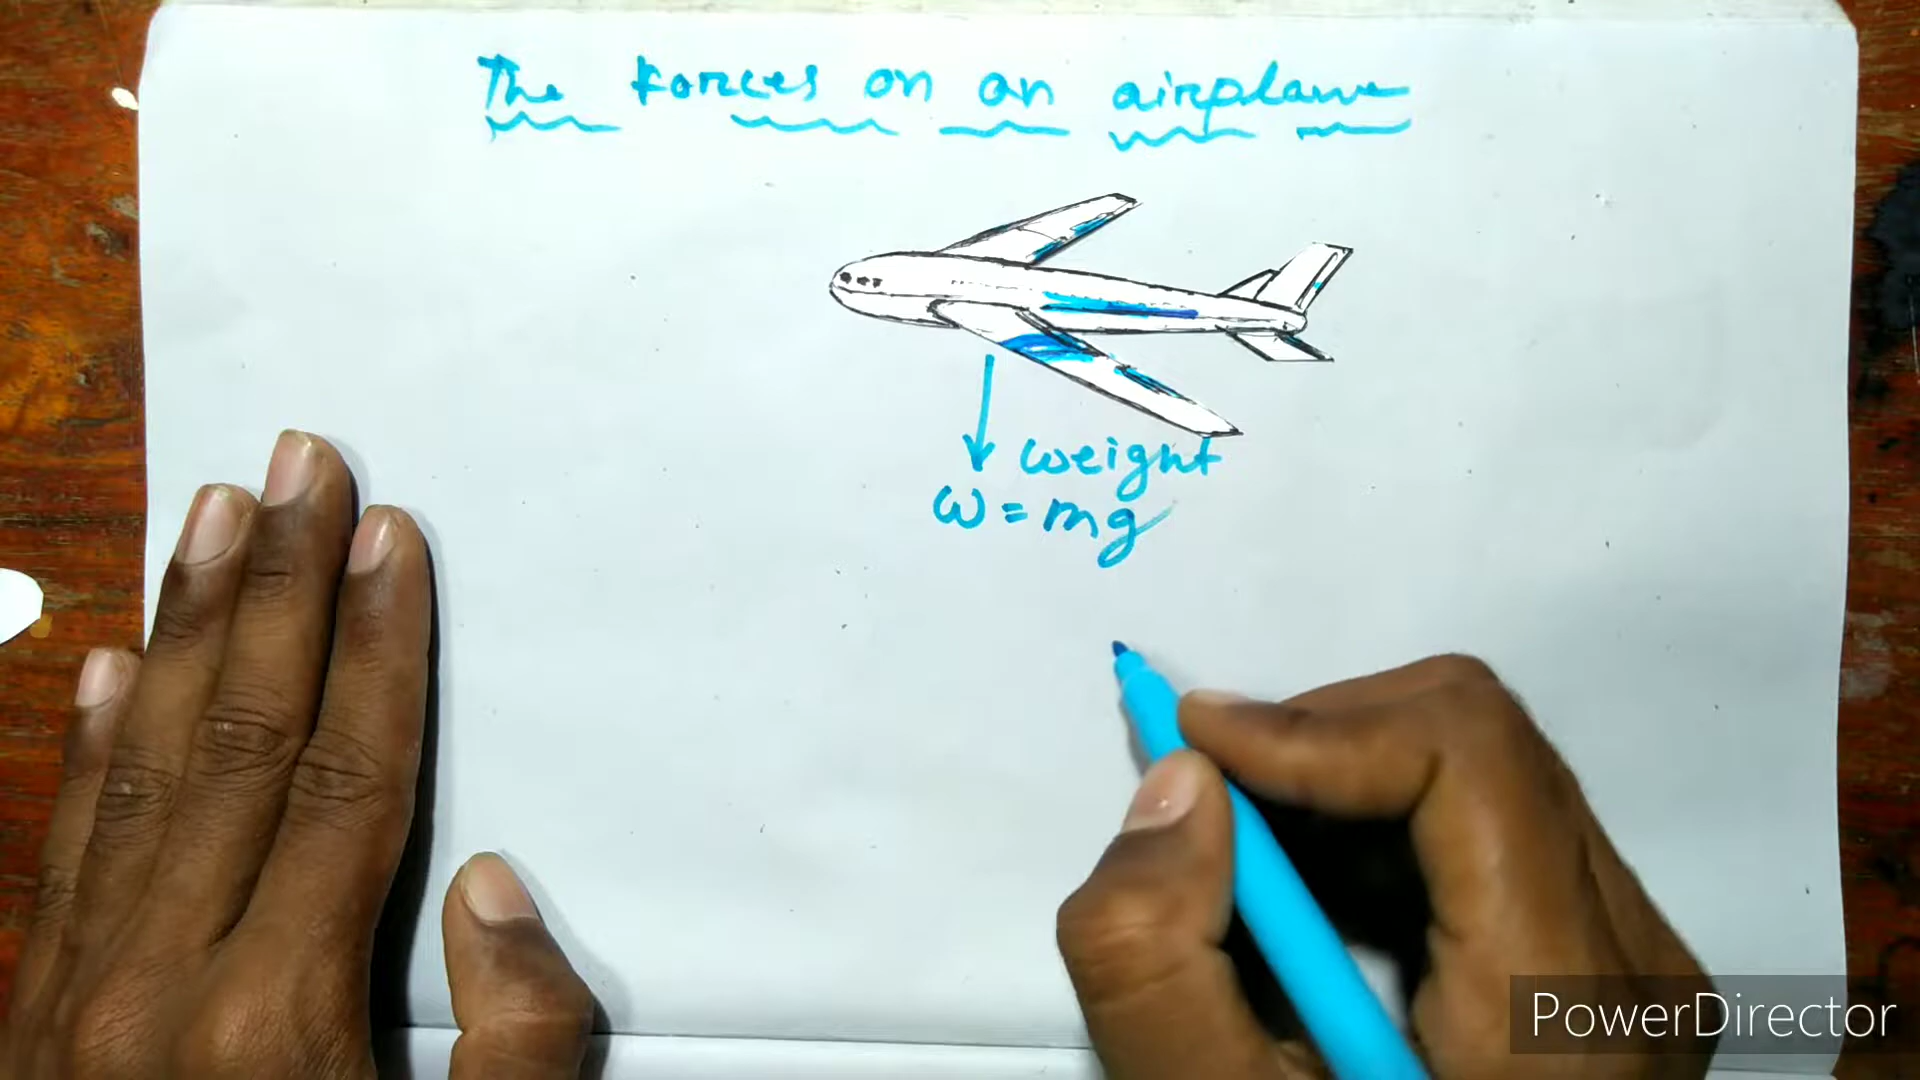 The Forces on an airplane
weight
w = mg
PowerDirector